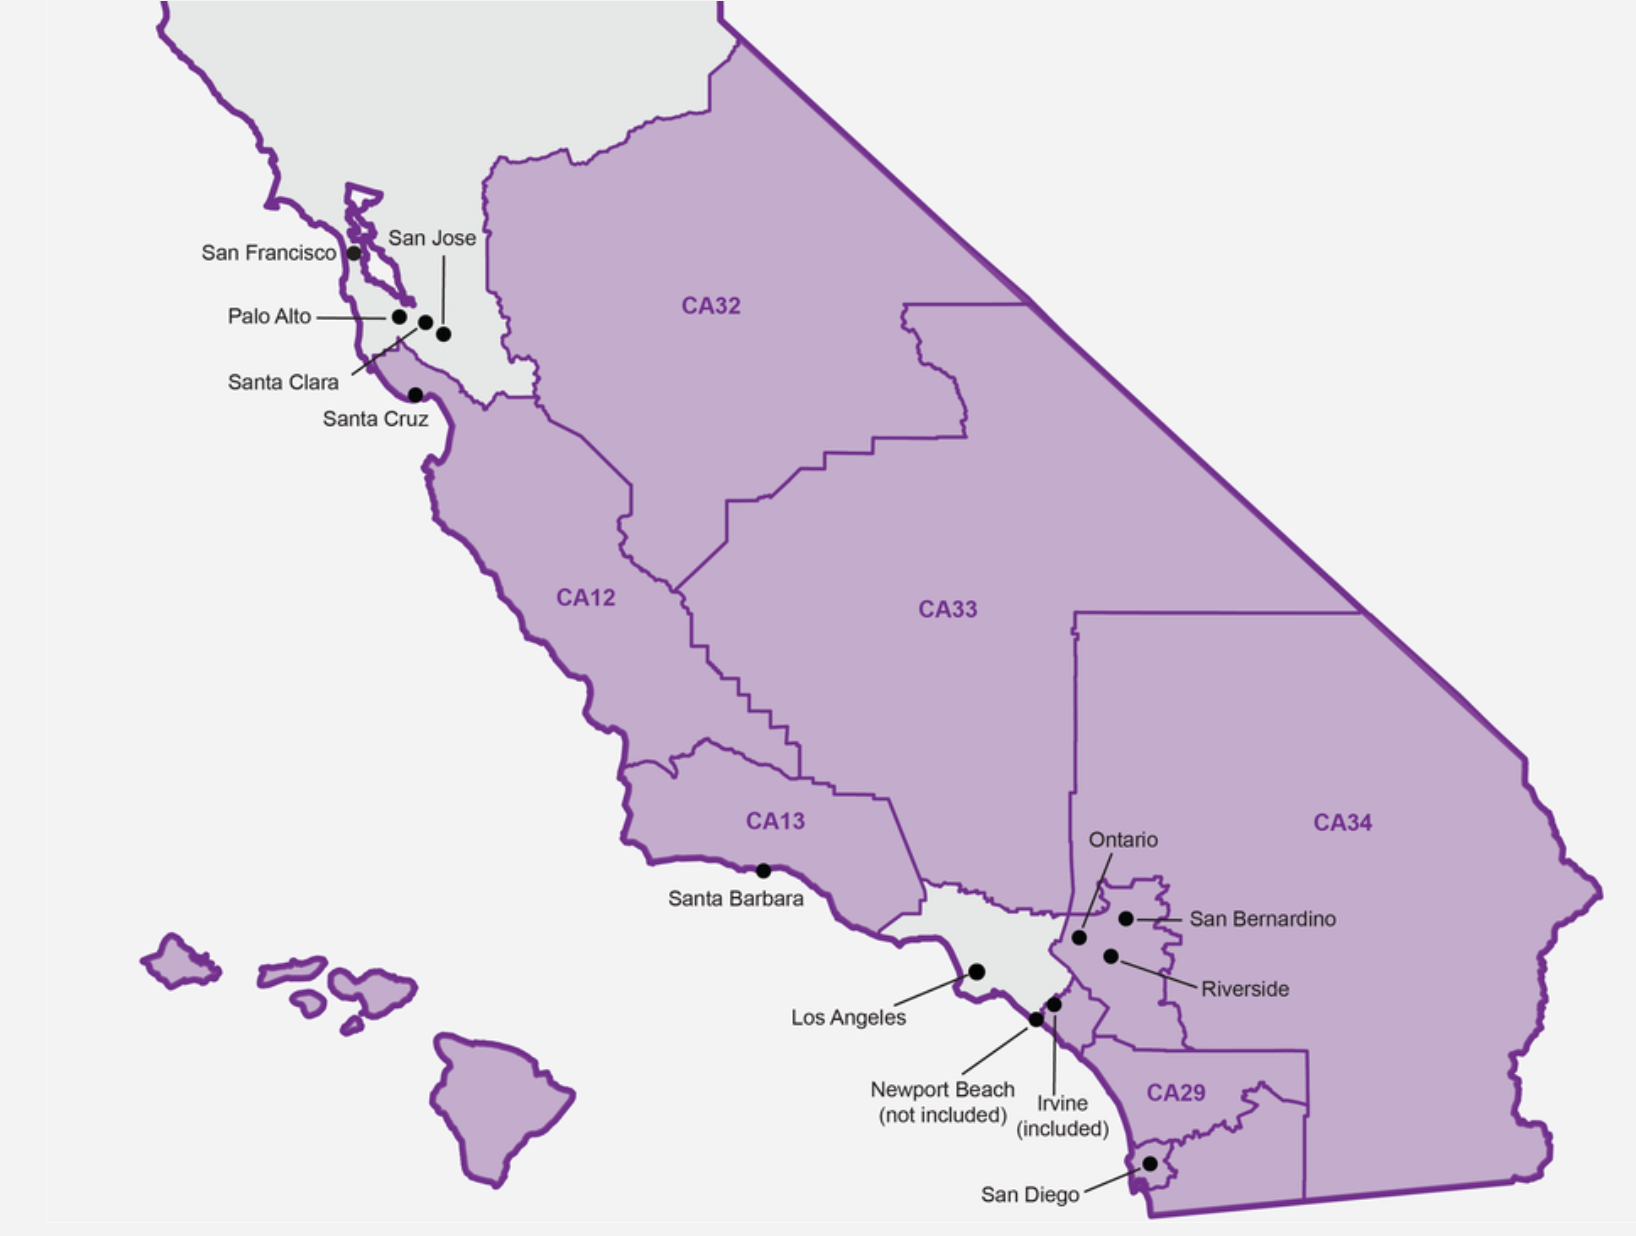 San Jose
San Francisco
CA32
Palo Alto
Santa Clara
Santa Cruz
CA12
CA33
CA13
CA34
Ontario
Santa Barbara
San Bernardino
Riverside
Los Angeles
Newport Beach
(not included)
Irvine
(included)
CA29
San Diego